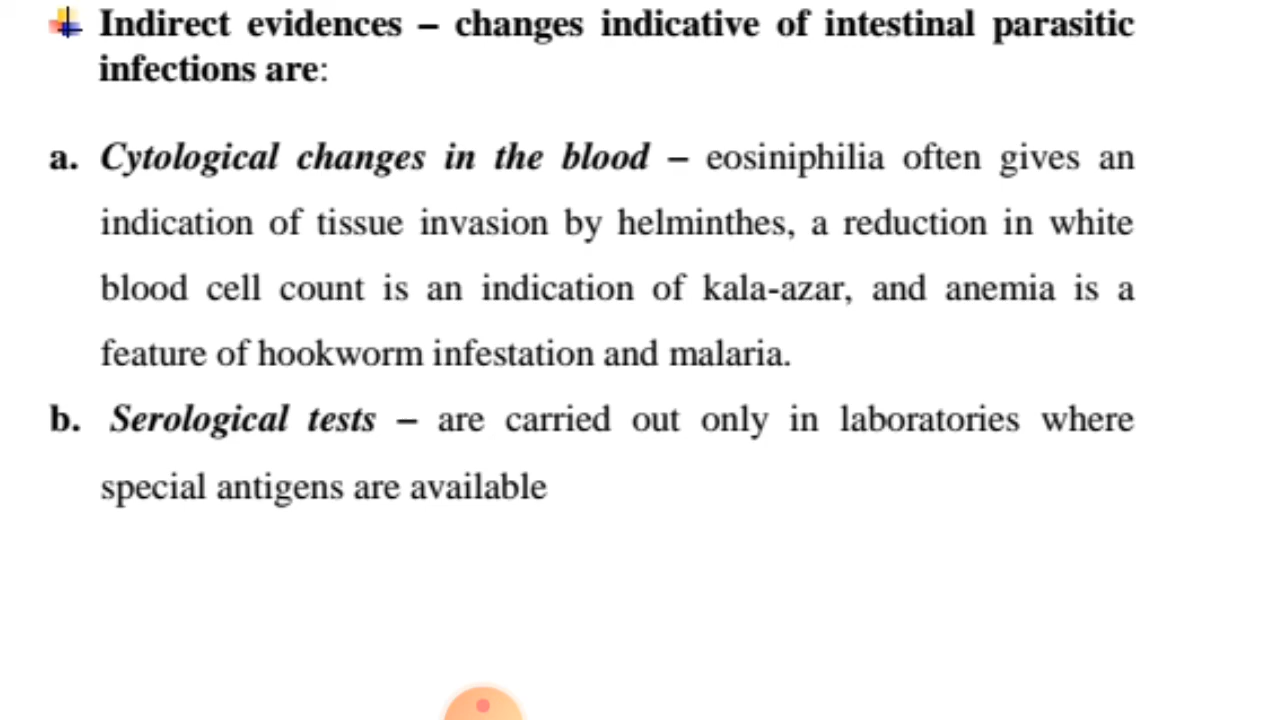 Indirect evidences – changes indicative of intestinal parasitic
infections are:
a. Cytological changes in the blood – eosiniphilia often gives an
indication of tissue invasion by helminthes, a reduction in white
blood cell count is an indication of kala-azar, and anemia is a
feature of hookworm infestation and malaria.
b. Serological tests – are carried out only in laboratories where
special antigens are available